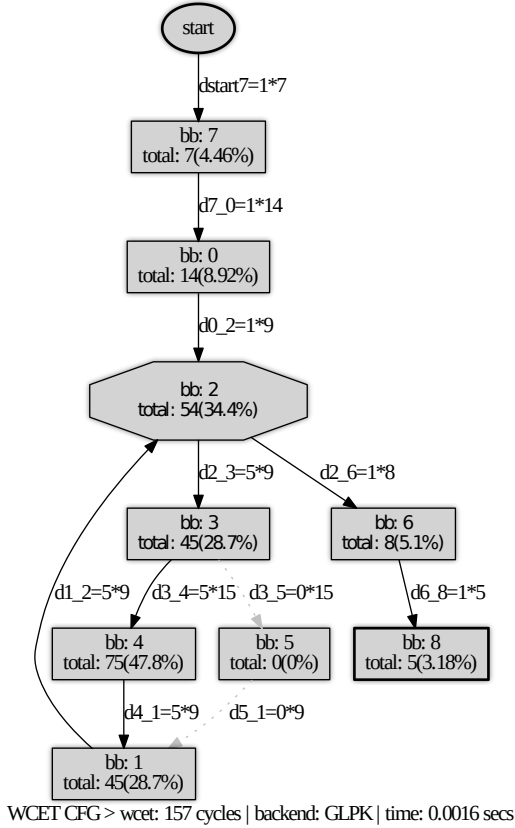 start
dstart7=1*7
bb: 7
total: 7(4.46%)
d7_0=1*14
bb: 0
total: 14(8.92%)
d0_2=1*9
bb: 2
total: 54(34.4%)
d2_3=5*9
d2_6=1*8
bb: 3
total: 45(28.7%)
bb: 6
total: 8(5.1%)
d1_2=5*9
d3_4=5*15
d3_5=0*15
d6_8=1*5
bb: 4
total: 75(47.8%)
bb: 5
total: 0(0%)
bb: 8
total: 5(3.18%)
d4_1=5*9
d5_1=0*9
bb: 1
total: 45(28.7%)
WCET CFG > wcet: 157 cycles | backend: GLPK | time: 0.0016 secs